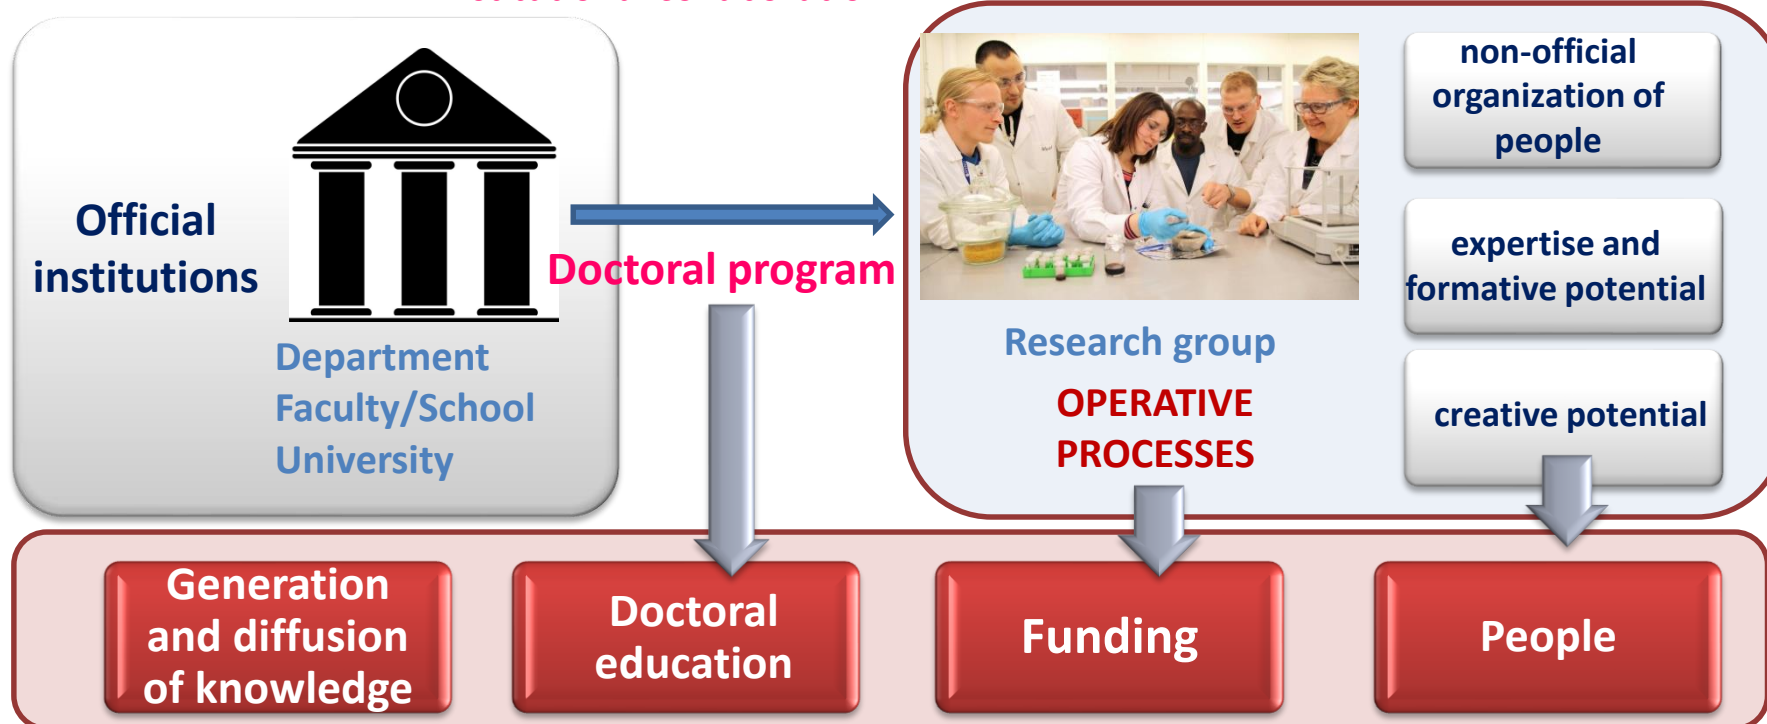 Official
institutions
Department
Faculty/School
University
Doctoral program
Research group
OPERATIVE
PROCESSES
non-official
organization of
people
expertise and
formative potential
creative potential
Generation
and diffusion
of knowledge
Doctoral
education
Funding
People